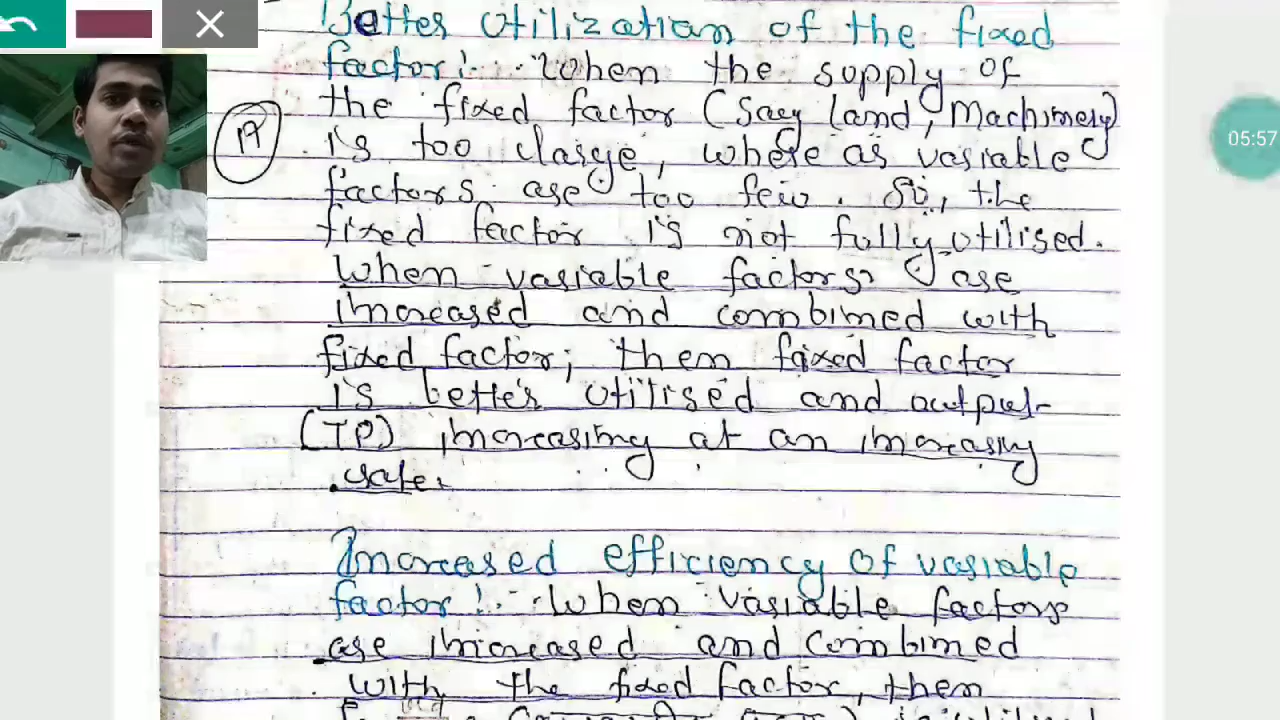 Better Utilization of the fixed
factor:- When the supply of
the fixed factor (Say land, Machinery)
A
is too large, where as variable
factors are too few. So, the
fixed factor is not fully utilised.
When variable factors are
increased and combined with
fixed factor; then fixed factor
is better utilised and output
(TP) increasing at an increasing
rate.
Increased efficiency of variable
factor:- When variable factors
are increased and combined
with the fixed factor, then
05:57